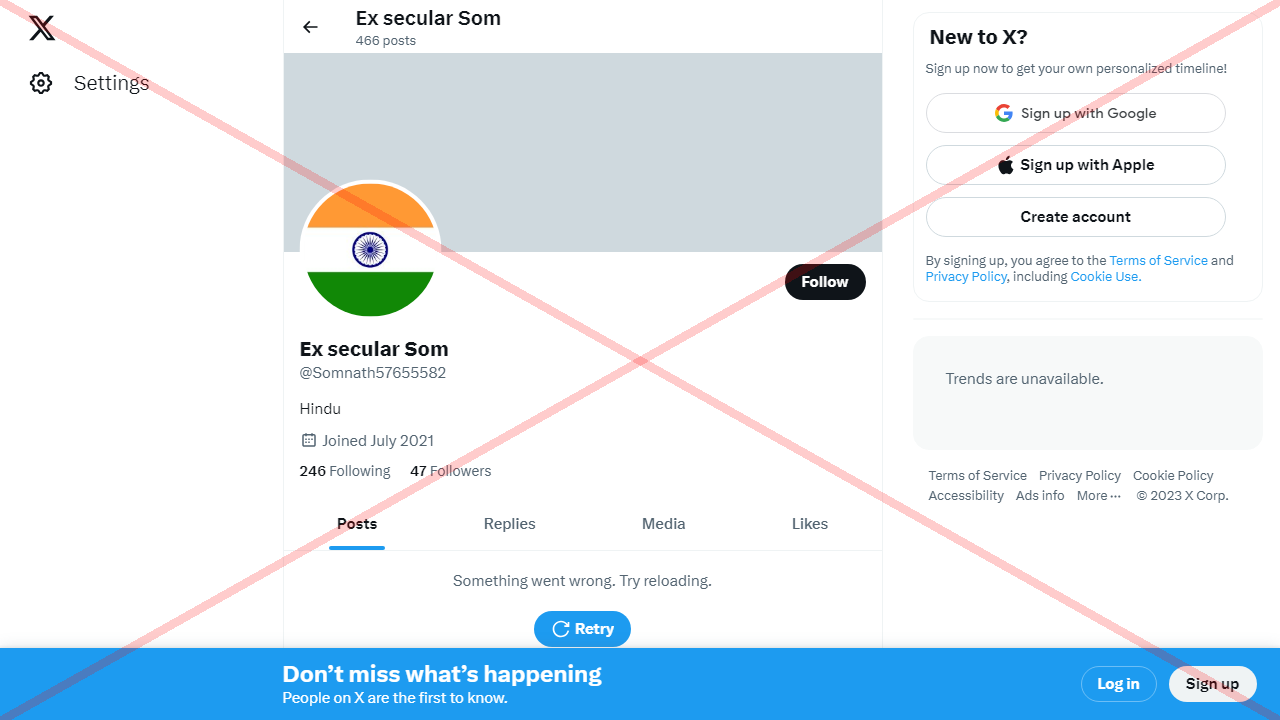 Settings
Ex secular Som
466 posts
Follow
Ex secular Som
@Somnath57655582
Hindu
Joined July 2021
246 Following 47 Followers
Posts Replies Media Likes
Something went wrong. Try reloading.
Retry
New to X?
Sign up now to get your own personalized timeline!
Sign up with Google
Sign up with Apple
Create account
By signing up, you agree to the Terms of Service and
Privacy Policy, including Cookie Use.
Trends are unavailable.
Terms of Service Privacy Policy Cookie Policy
Accessibility Ads info More ... © 2023 X Corp.
Don’t miss what’s happening
People on X are the first to know.
Log in Sign up